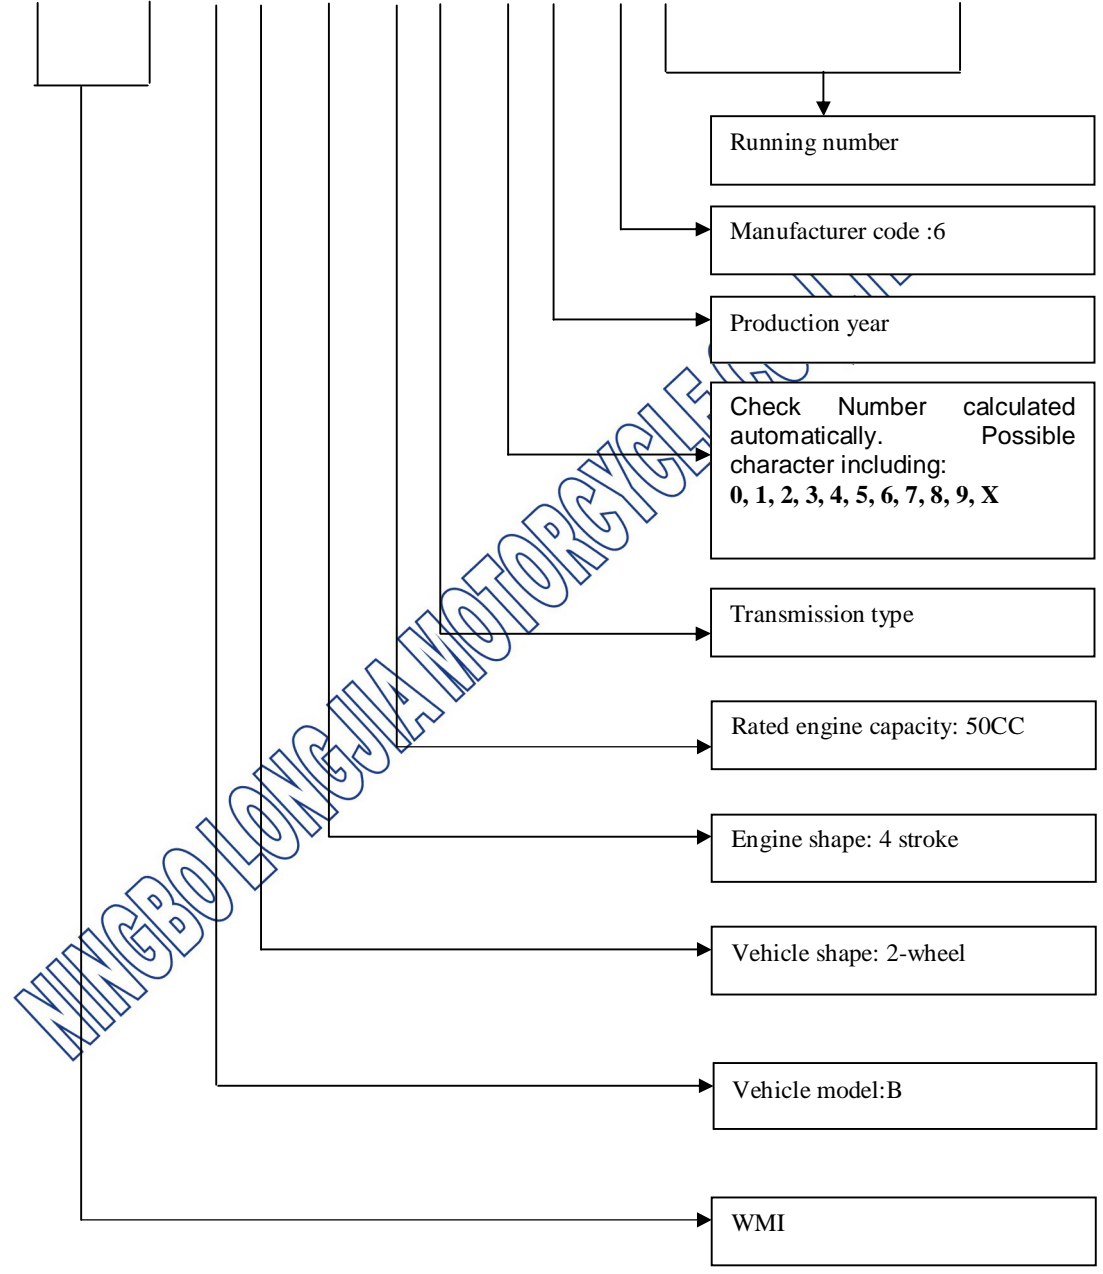 Running number
Manufacturer code :6
Production year
Check Number calculated
automatically. Possible
character including:
0, 1, 2, 3, 4, 5, 6, 7, 8, 9, X
Transmission type
Rated engine capacity: 50CC
Engine shape: 4 stroke
Vehicle shape: 2-wheel
Vehicle model:B
WMI
NINGBO LONGJIA MOTORCYCLE